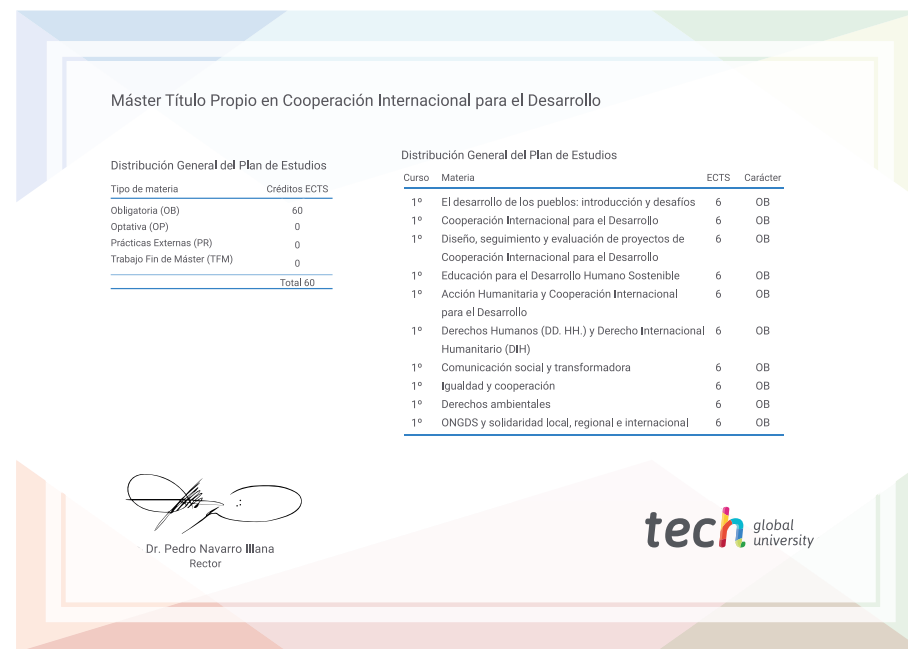 Máster Título Propio en Cooperación Internacional para el Desarrollo
Distribución General del Plan de Estudios
Tipo de materia Créditos ECTS
Obligatoria (OB) 60
Optativa (OP) 0
Prácticas Externas (PR) 0
Trabajo Fin de Máster (TFM) 0
Total 60
Distribución General del Plan de Estudios
Curso Materia ECTS Carácter
1º El desarrollo de los pueblos: introducción y desafíos 6 OB
1º Cooperación Internacional para el Desarrollo 6 OB
1º Diseño, seguimiento y evaluación de proyectos de 6 OB
Cooperación Internacional para el Desarrollo
1º Educación para el Desarrollo Humano Sostenible 6 OB
1º Acción Humanitaria y Cooperación Internacional 6 OB
para el Desarrollo
1º Derechos Humanos (DD. HH.) y Derecho Internacional 6 OB
Humanitario (DIH)
1º Comunicación social y transformadora 6 OB
1º Igualdad y cooperación 6 OB
1º Derechos ambientales 6 OB
1º ONGDS y solidaridad local, regional e internacional 6 OB
Dr. Pedro Navarro Illana
Rector
tech global
university